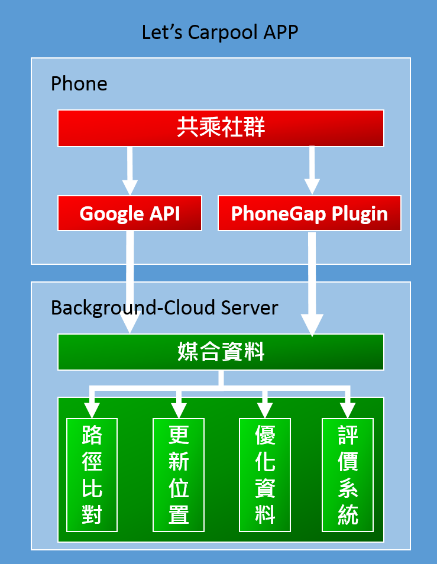 Let's Carpool APP
Phone
共乘社群
Google API
PhoneGap Plugin
Background-Cloud Server
媒合資料
路徑比對
更新位置
優化資料
評價系統